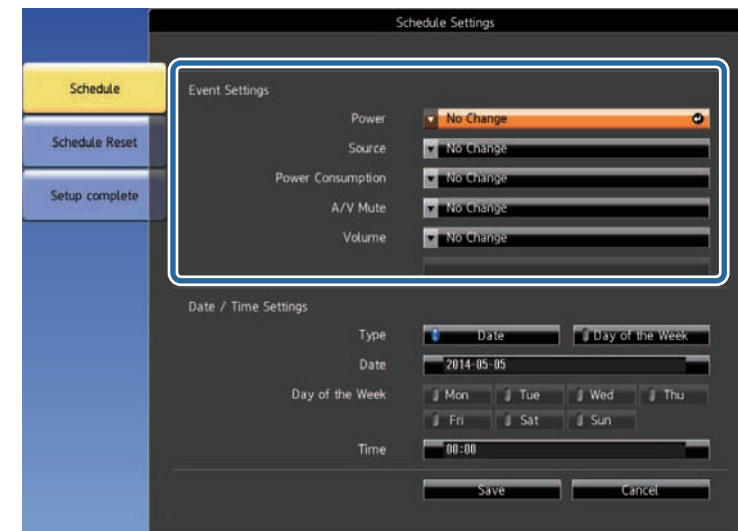 Schedule Settings
Schedule
Schedule Reset
Setup complete
Event Settings
Power No Change
Source No Change
Power Consumption No Change
A/V Mute No Change
Volume No Change
Date / Time Settings
Type Date Day of the Week
Date 2014-05-05
Day of the Week Mon Tue Wed Thu
Fri Sat Sun
Time 00:00
Save Cancel